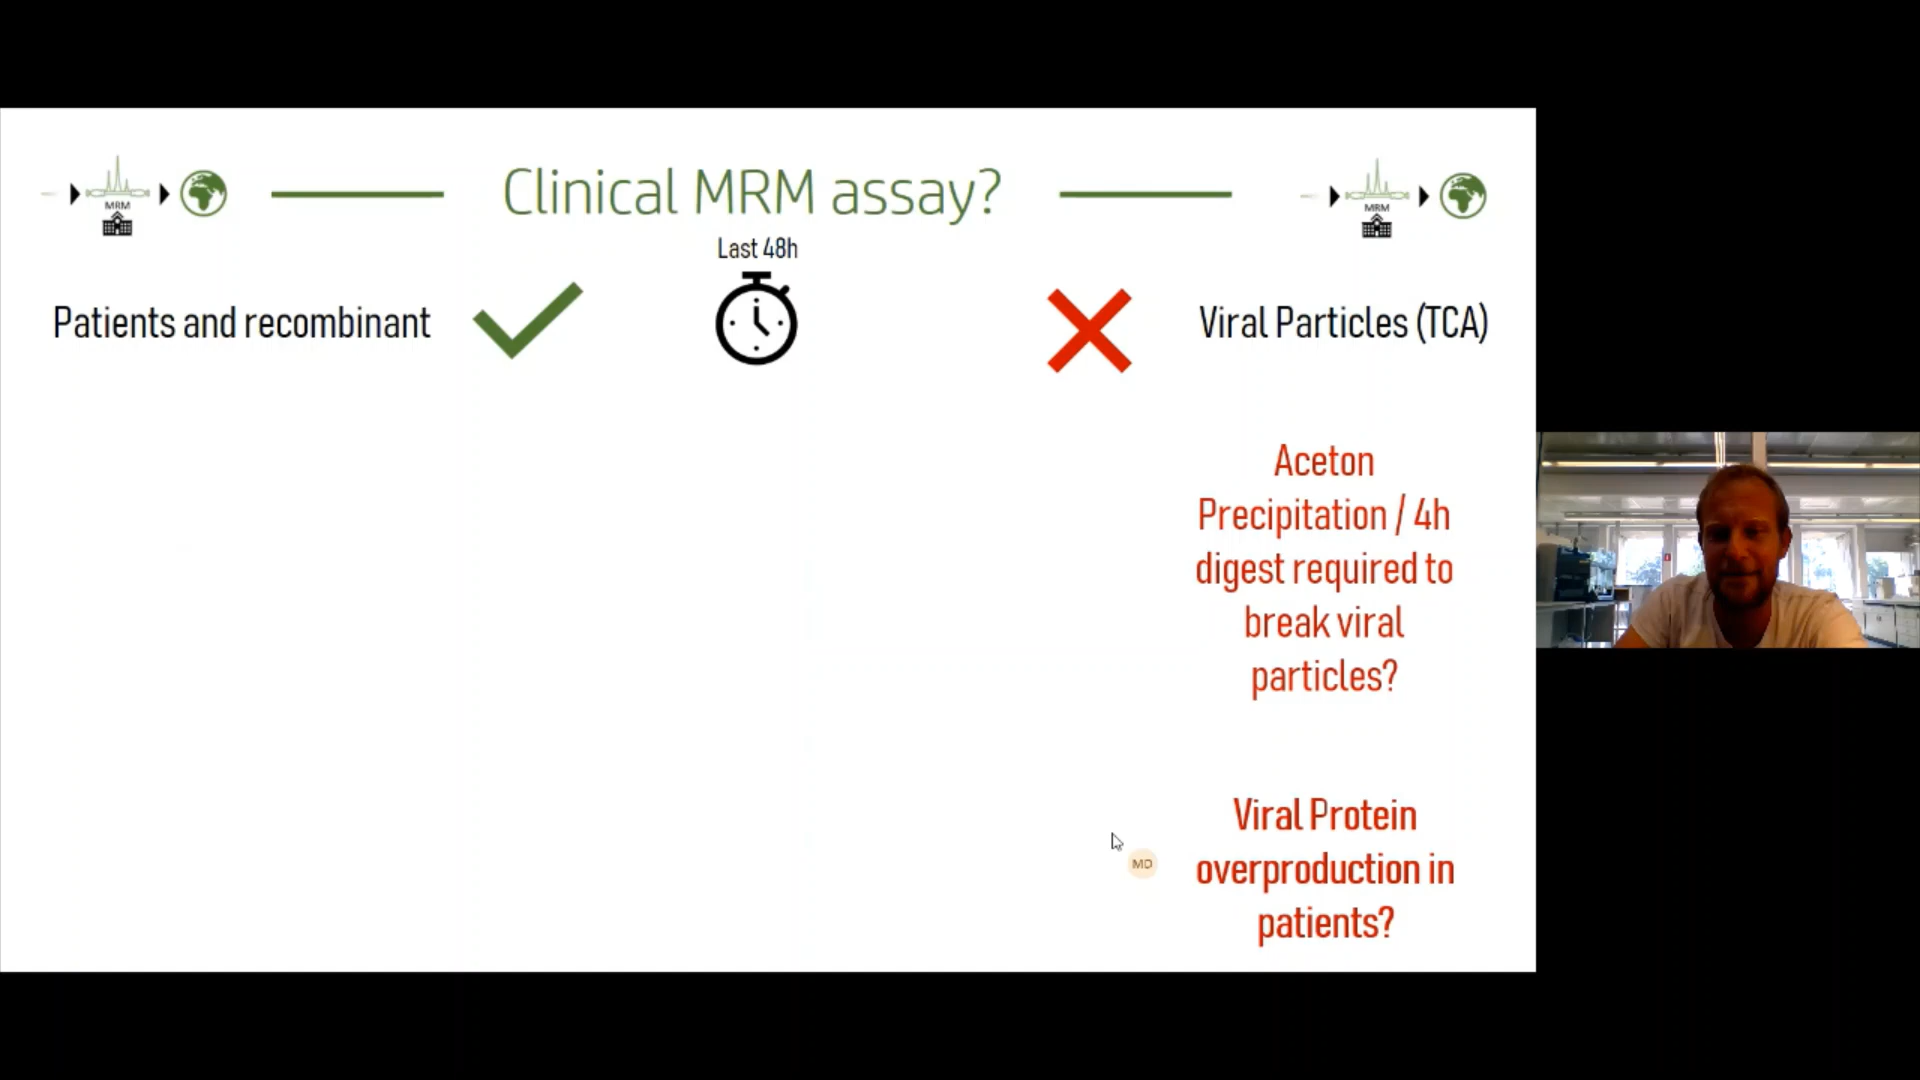 Clinical MRM assay?
MRM
MRM
Last 48h
Patients and recombinant
Viral Particles (TCA)
Aceton
Precipitation / 4h
digest required to
break viral
particles?
Viral Protein
overproduction in
patients?
MD